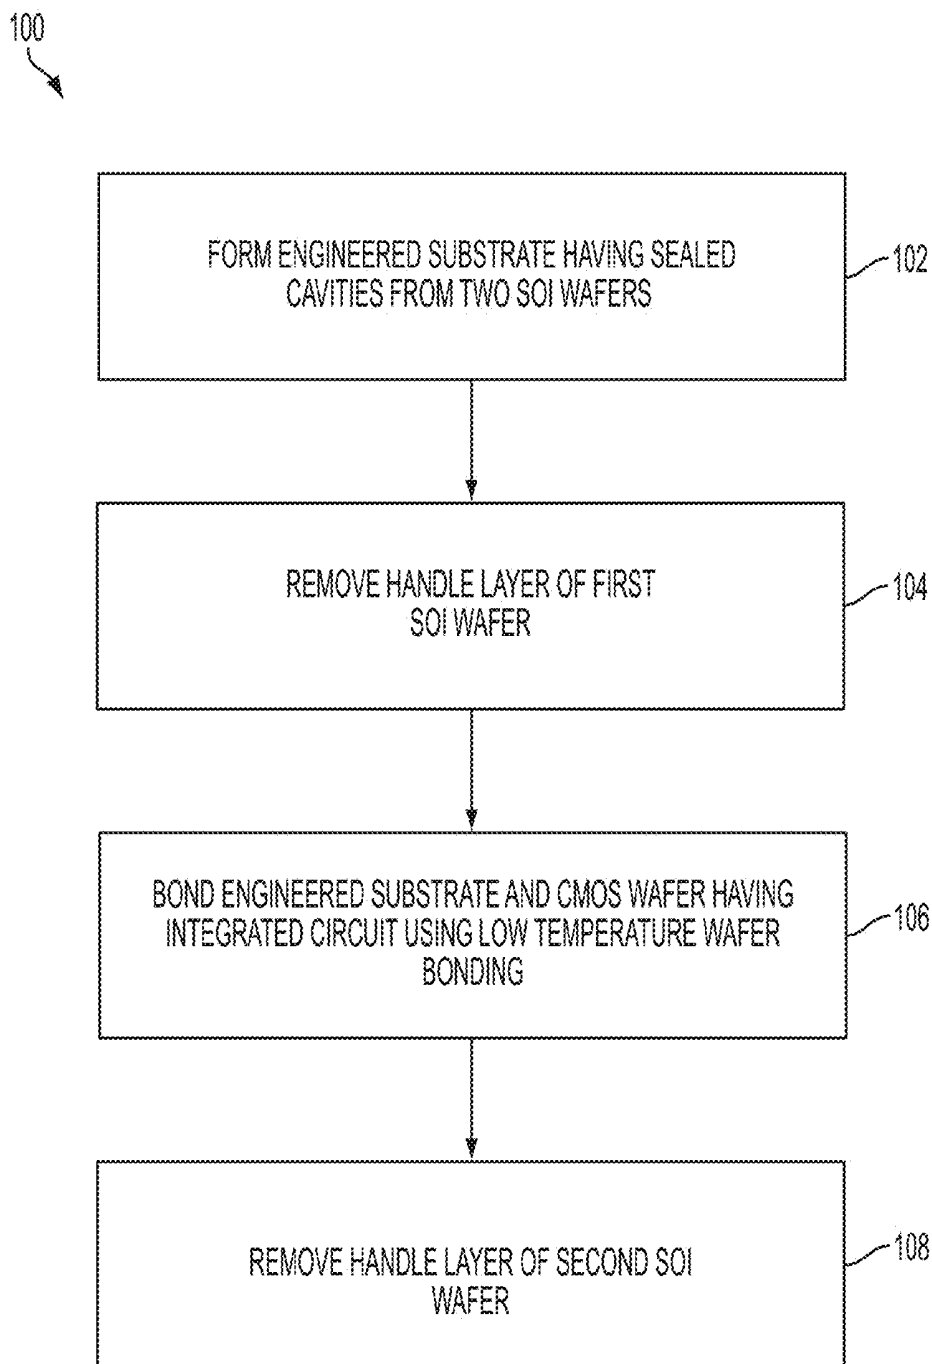 100
FORM ENGINEERED SUBSTRATE HAVING SEALED
CAVITIES FROM TWO SOI WAFERS
102
REMOVE HANDLE LAYER OF FIRST
SOI WAFER
104
BOND ENGINEERED SUBSTRATE AND CMOS WAFER HAVING
INTEGRATED CIRCUIT USING LOW TEMPERATURE WAFER
BONDING
106
REMOVE HANDLE LAYER OF SECOND SOI
WAFER
108